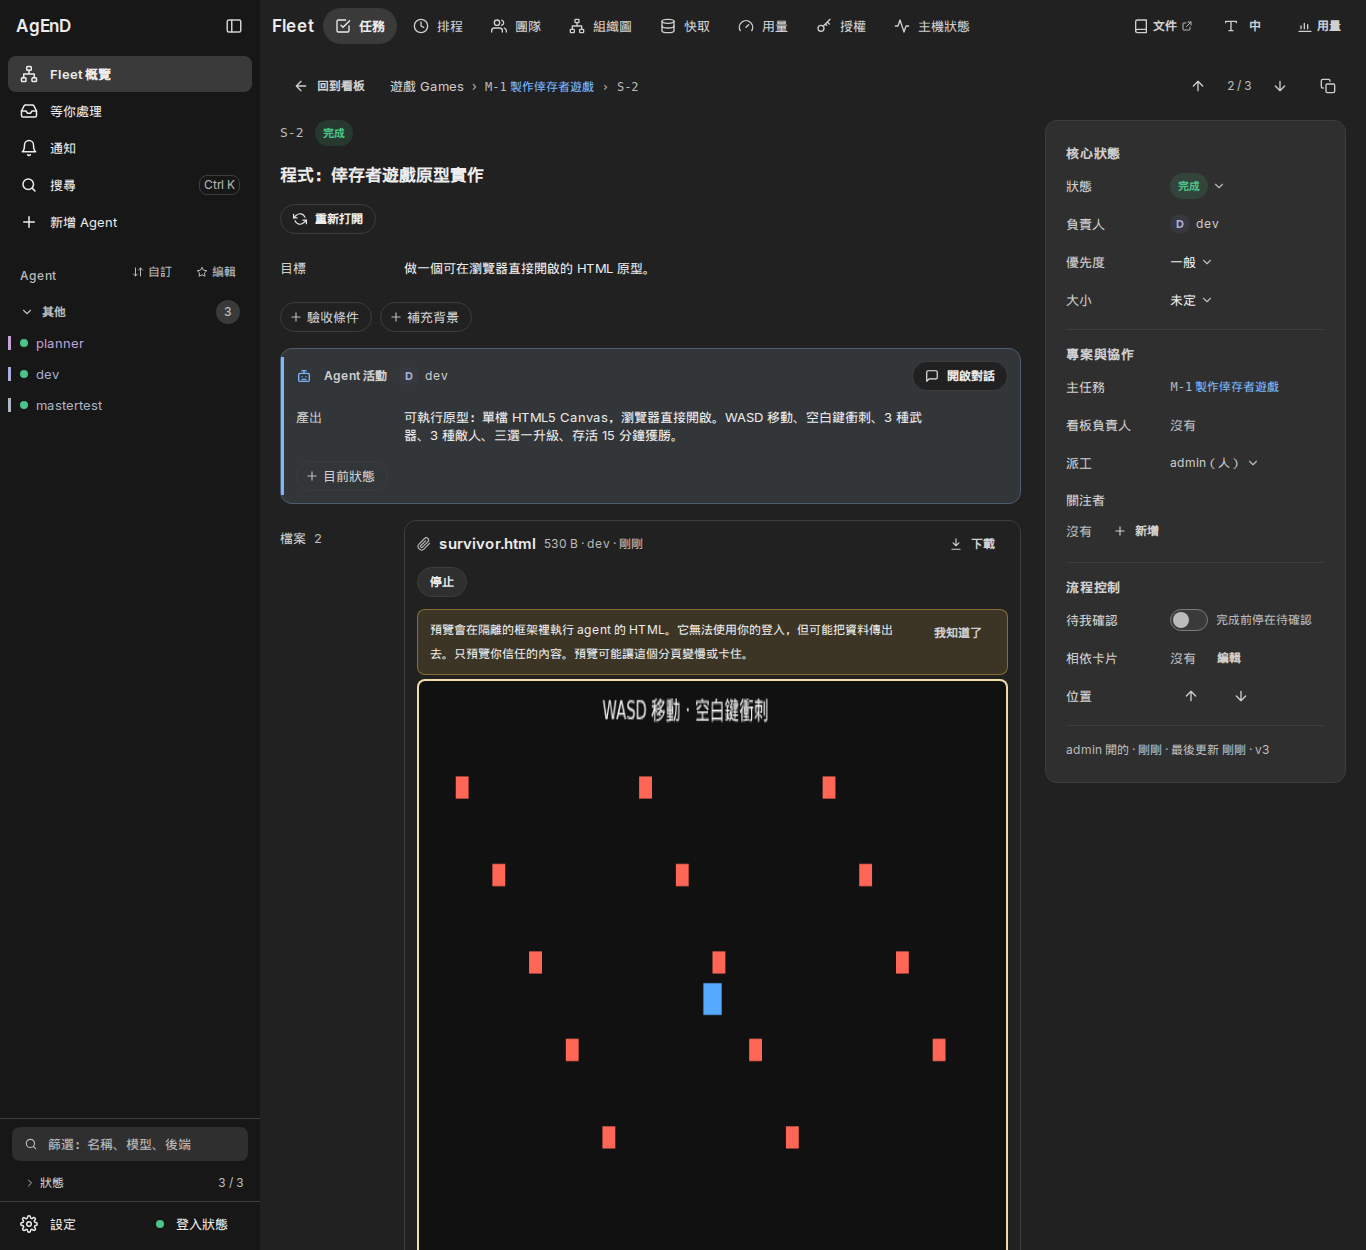 AgEnD
Fleet 概覽
等你處理
通知
搜尋 Ctrl K
新增 Agent
Agent 自訂 編輯
其他 3
planner
dev
mastertest
篩選：名稱、模型、後端
狀態 3 / 3
設定 登入狀態
Fleet 任務 排程 團隊 組織圖 快取 用量 授權 主機狀態 文件 中 用量
回到看板 遊戲 Games › M-1 製作倖存者遊戲 › S-2 2 / 3
S-2 完成
程式：倖存者遊戲原型實作
重新打開
目標 做一個可在瀏覽器直接開啟的 HTML 原型。
+ 驗收條件 + 補充背景
Agent 活動 D dev 開啟對話
產出 可執行原型：單檔 HTML5 Canvas，瀏覽器直接開啟。WASD 移動、空白鍵衝刺、3 種武
器、3 種敵人、三選一升級、存活 15 分鐘獲勝。
+ 目前狀態
檔案 2 survivor.html 530 B · dev · 剛剛 下載
停止
預覽會在隔離的框架裡執行 agent 的 HTML。它無法使用你的登入，但可能把資料傳出
去。只預覽你信任的內容。預覽可能讓這個分頁變慢或卡住。
我知道了
WASD 移動 · 空白鍵衝刺
核心狀態
狀態 完成
負責人 D dev
優先度 一般
大小 未定
專案與協作
主任務 M-1 製作倖存者遊戲
看板負責人 沒有
派工 admin（人）
關注者
沒有 + 新增
流程控制
待我確認 完成前停在待確認
相依卡片 沒有 編輯
位置
admin 開的 · 剛剛 · 最後更新 剛剛 · v3